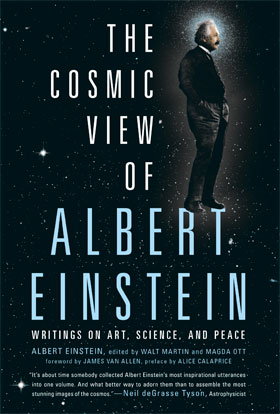 THE
COSMIC
VIEW
OF
ALBERT
EINSTEIN
WRITINGS ON ART, SCIENCE, AND PEACE
ALBERT EINSTEIN, edited by WALT MARTIN and MAGDA OTT
foreword by JAMES VAN ALLEN, preface by ALICE CALAPRICE
"It's about time somebody collected Albert Einstein's most inspirational utterances
into one volume. And what better way to adorn them than to assemble the most
stunning images of the cosmos."—Neil deGrasse Tyson, Astrophysicist